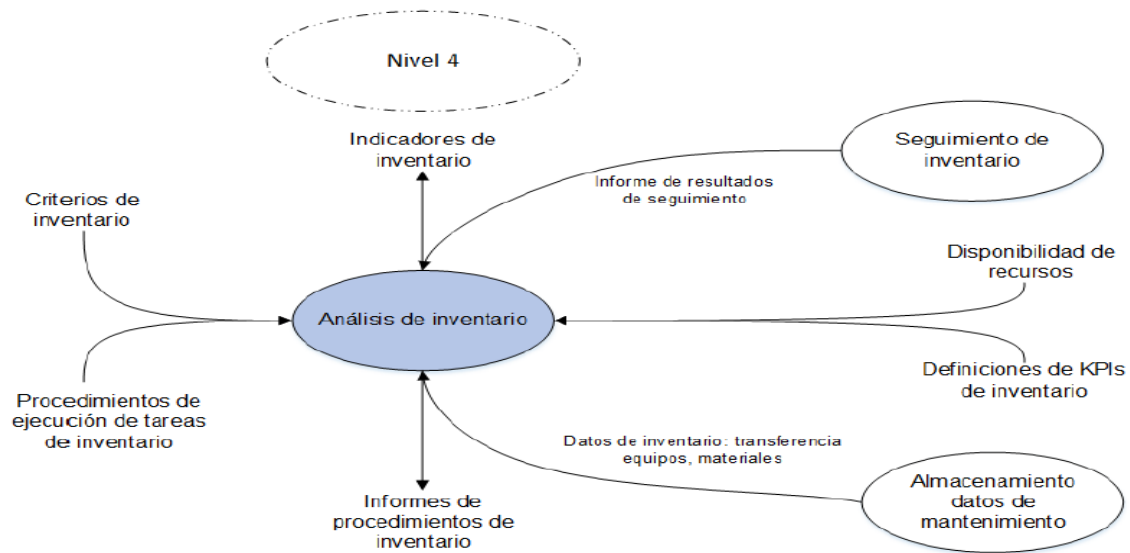 Nivel 4
Indicadores de
inventario
Seguimiento de
inventario
Informe de resultados
de seguimiento
Criterios de
inventario
Disponibilidad de
recursos
Análisis de inventario
Procedimientos de
ejecución de tareas
de inventario
Definiciones de KPIs
de inventario
Datos de inventario: transferencia
equipos, materiales
Almacenamiento
datos de
mantenimiento
Informes de
procedimientos de
inventario